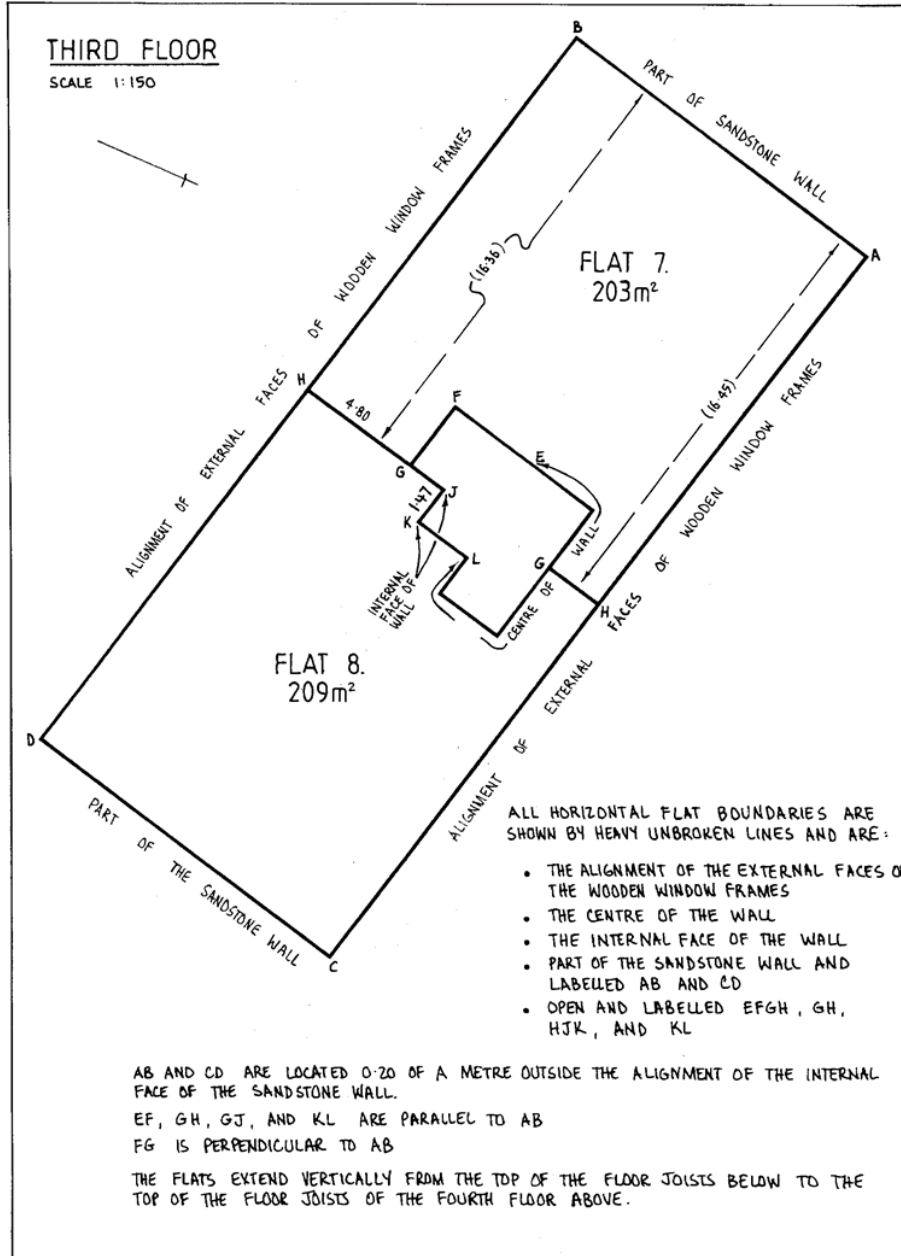 THIRD FLOOR
SCALE 1:150
B
PART OF SANDSTONE WALL
A
ALIGNMENT OF EXTERNAL FACES OF WOODEN WINDOW FRAMES
(16·36)
FLAT 7.
203m²
(16·45)
H
4·80
F
E
G
J
1·47
K
L
G
H
CENTRE OF WALL
INTERNAL
FACE OF
WALL
ALIGNMENT OF EXTERNAL FACES OF WOODEN WINDOW FRAMES
FLAT 8.
209m²
D
PART OF THE SANDSTONE WALL
C
ALL HORIZONTAL FLAT BOUNDARIES ARE
SHOWN BY HEAVY UNBROKEN LINES AND ARE:
• THE ALIGNMENT OF THE EXTERNAL FACES OF
THE WOODEN WINDOW FRAMES
• THE CENTRE OF THE WALL
• THE INTERNAL FACE OF THE WALL
• PART OF THE SANDSTONE WALL AND
LABELLED AB AND CD
• OPEN AND LABELLED EFGH, GH,
HJK, AND KL
AB AND CD ARE LOCATED 0·20 OF A METRE OUTSIDE THE ALIGNMENT OF THE INTERNAL
FACE OF THE SANDSTONE WALL.
EF, GH, GJ, AND KL ARE PARALLEL TO AB
FG IS PERPENDICULAR TO AB
THE FLATS EXTEND VERTICALLY FROM THE TOP OF THE FLOOR JOISTS BELOW TO THE
TOP OF THE FLOOR JOISTS OF THE FOURTH FLOOR ABOVE.